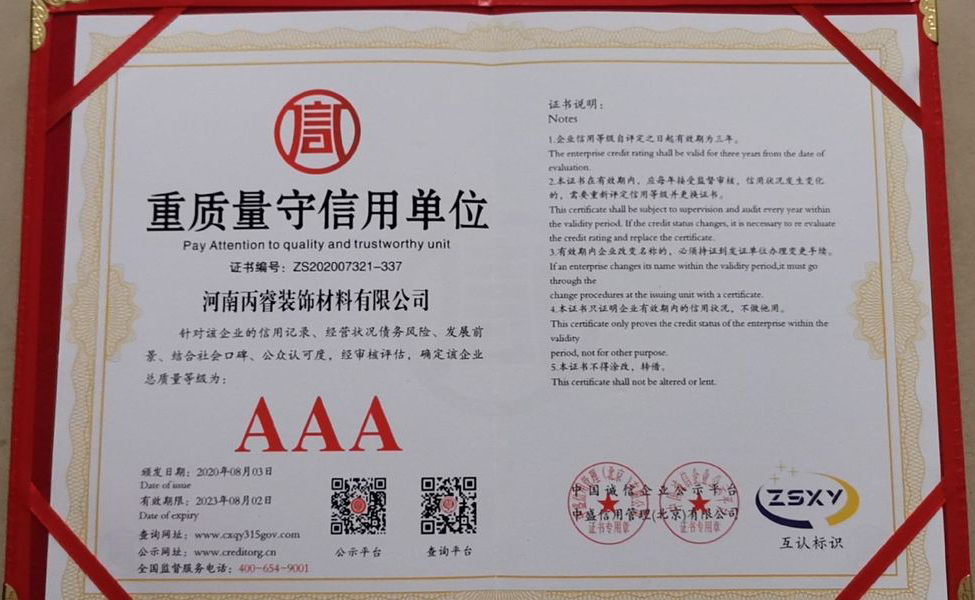 信
重质量守信用单位
Pay Attention to quality and trustworthy unit
证书编号：ZS202007321-337
河南丙睿装饰材料有限公司
针对该企业的信用记录、经营状况债务风险、发展前
景、结合社会口碑、公众认可度，经审核评估，确定该企业
总质量等级为：
AAA
颁发日期：2020年08月03日
Date of issue
有效期限：2023年08月02日
Date of expiry
查询网址：www.cxqy315gov.com
公示网址：www.creditorg.cn
全国监督服务电话：400-654-9001
公示平台
查询平台
证书说明：
Notes
1.企业信用等级自评定之日起有效期为三年。
The enterprise credit rating shall be valid for three years from the date of
evaluation.
2.本证书在有效期内，应每年接受监督审核，信用状况发生变化
的，需要重新评定信用等级并更换证书。
This certificate shall be subject to supervision and audit every year within
the validity period. If the credit status changes, it is necessary to re evaluate
the credit rating and replace the certificate.
3.有效期内企业改变名称的，必须持证到发证单位办理变更手续。
If an enterprise changes its name within the validity period,it must go
through the
change procedures at the issuing unit with a certificate.
4.本证书只证明企业有效期内的信用状况，不做他用。
This certificate only proves the credit status of the enterprise within the
validity
period, not for other purpose.
5.本证书不得涂改，转借。
This certificate shall not be altered or lent.
中国诚信企业公示平台
中盛信用管理(北京)有限公司
证书专用章
证书专用章
ZSXY
互认标识